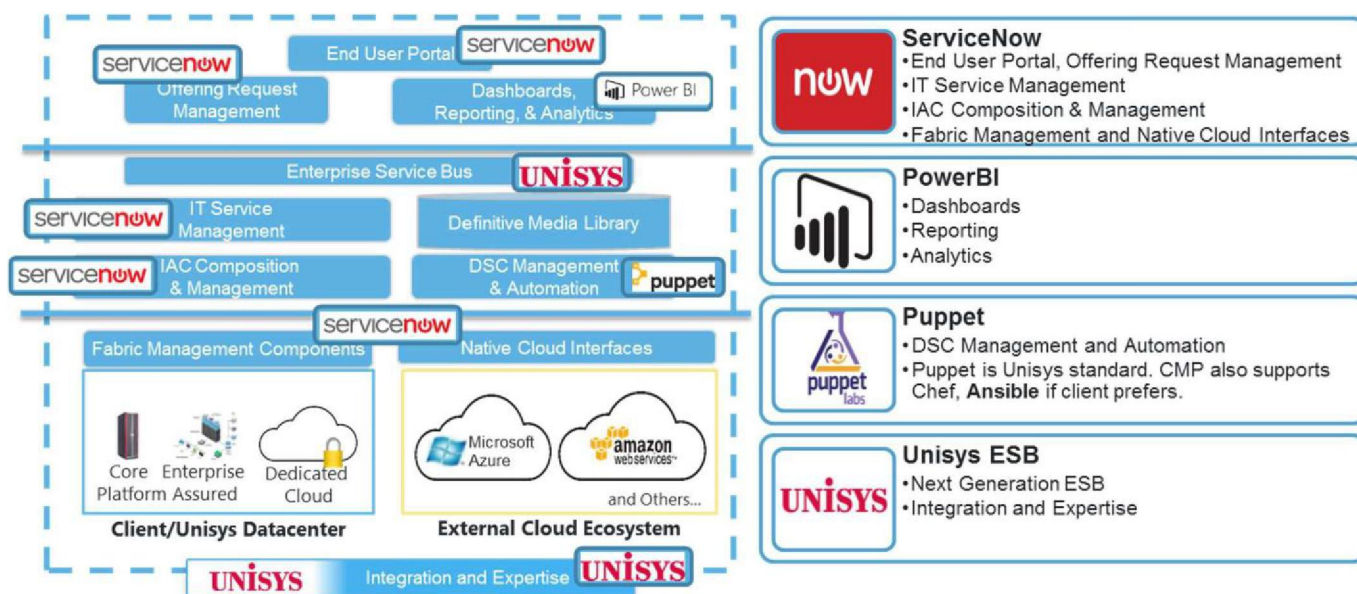 servicenow
End User Portal
servicenow
Offering Request
Management
Dashboards,
Reporting, & Analytics
Power BI
Enterprise Service Bus
UNiSYS
servicenow
IT Service
Management
Definitive Media Library
servicenow
IAC Composition
& Management
DSC Management
& Automation
puppet
servicenow
Fabric Management Components
Native Cloud Interfaces
Core
Platform
Enterprise
Assured
Dedicated
Cloud
Microsoft
Azure
amazon
webservices™
and Others...
Client/Unisys Datacenter
External Cloud Ecosystem
UNiSYS
Integration and Expertise
UNiSYS
now
ServiceNow
•End User Portal, Offering Request Management
•IT Service Management
•IAC Composition & Management
•Fabric Management and Native Cloud Interfaces
PowerBI
•Dashboards
•Reporting
•Analytics
puppet
labs
Puppet
•DSC Management and Automation
•Puppet is Unisys standard. CMP also supports
Chef, Ansible if client prefers.
UNiSYS
Unisys ESB
•Next Generation ESB
•Integration and Expertise